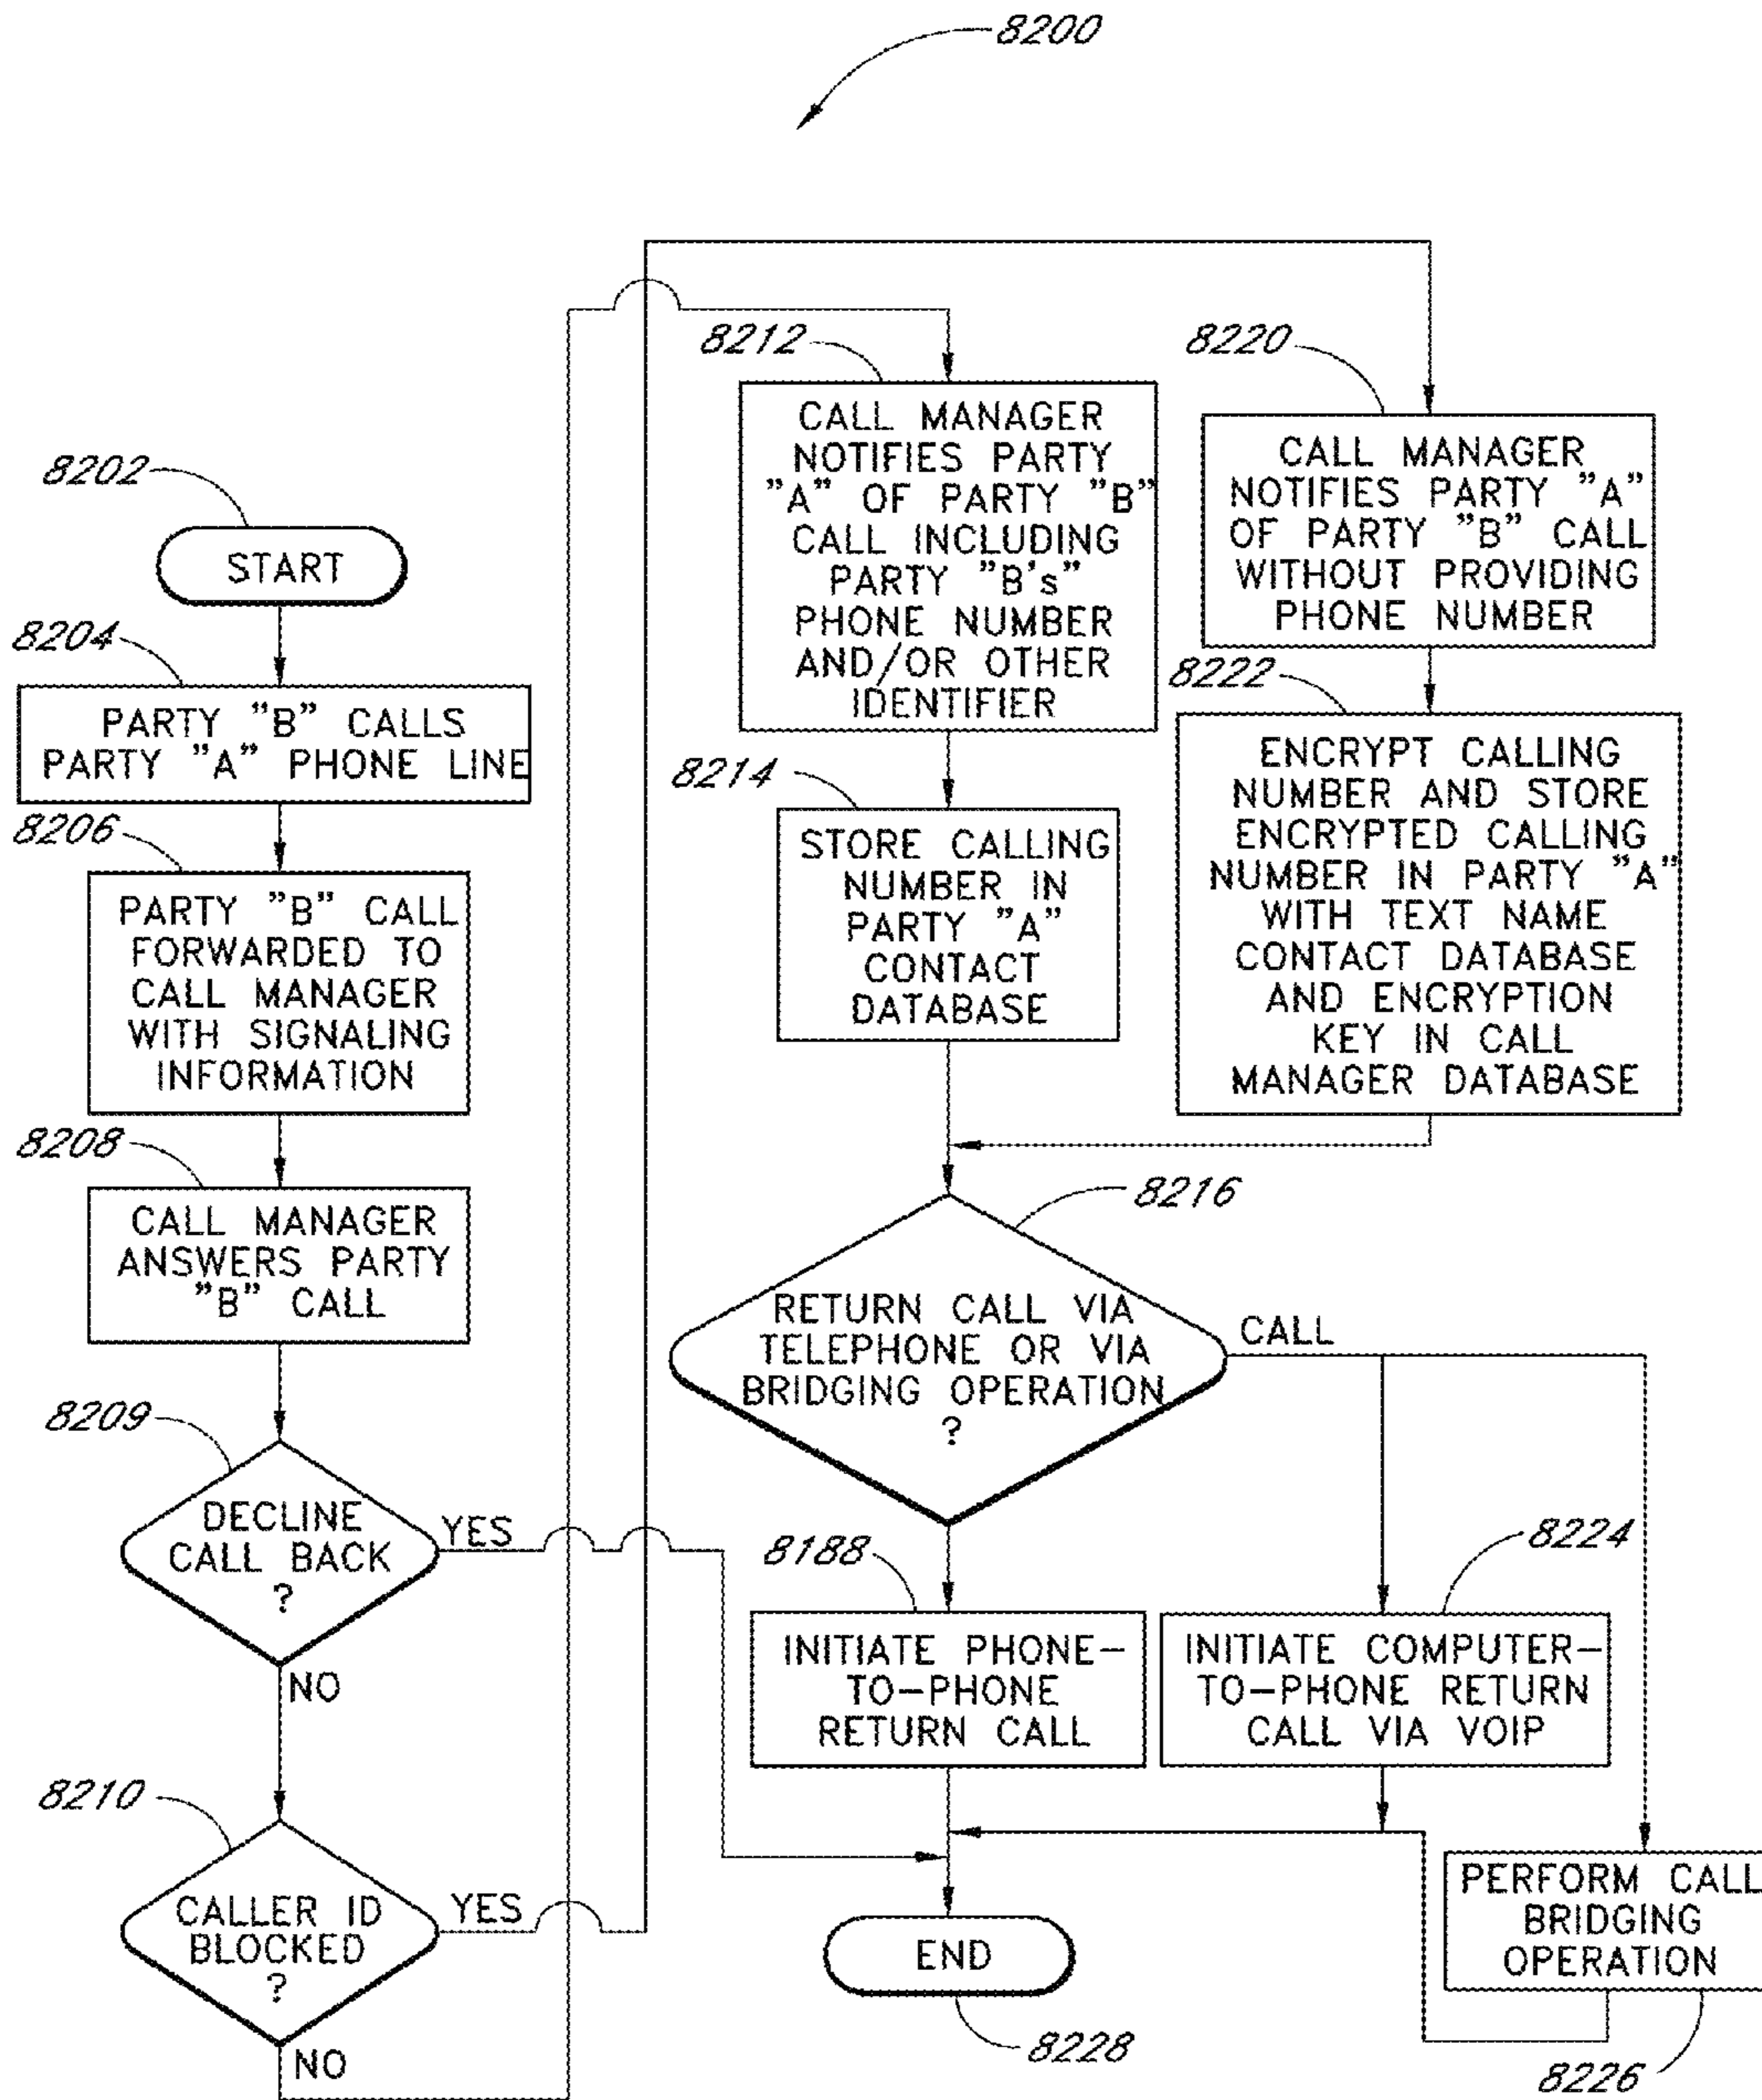 8200
8202
START
8204
PARTY "B" CALLS
PARTY "A" PHONE LINE
8206
PARTY "B" CALL
FORWARDED TO
CALL MANAGER
WITH SIGNALING
INFORMATION
8208
CALL MANAGER
ANSWERS PARTY
"B" CALL
8209
DECLINE
CALL BACK
?
YES
NO
8210
CALLER ID
BLOCKED
?
YES
NO
8212
CALL MANAGER
NOTIFIES PARTY
"A" OF PARTY "B"
CALL INCLUDING
PARTY "B's"
PHONE NUMBER
AND/OR OTHER
IDENTIFIER
8214
STORE CALLING
NUMBER IN
PARTY "A"
CONTACT
DATABASE
8220
CALL MANAGER
NOTIFIES PARTY "A"
OF PARTY "B" CALL
WITHOUT PROVIDING
PHONE NUMBER
8222
ENCRYPT CALLING
NUMBER AND STORE
ENCRYPTED CALLING
NUMBER IN PARTY "A"
WITH TEXT NAME
CONTACT DATABASE
AND ENCRYPTION
KEY IN CALL
MANAGER DATABASE
8216
RETURN CALL VIA
TELEPHONE OR VIA
BRIDGING OPERATION
?
CALL
8188
INITIATE PHONE-
TO-PHONE
RETURN CALL
8224
INITIATE COMPUTER-
TO-PHONE RETURN
CALL VIA VOIP
PERFORM CALL
BRIDGING
OPERATION
8226
END
8228